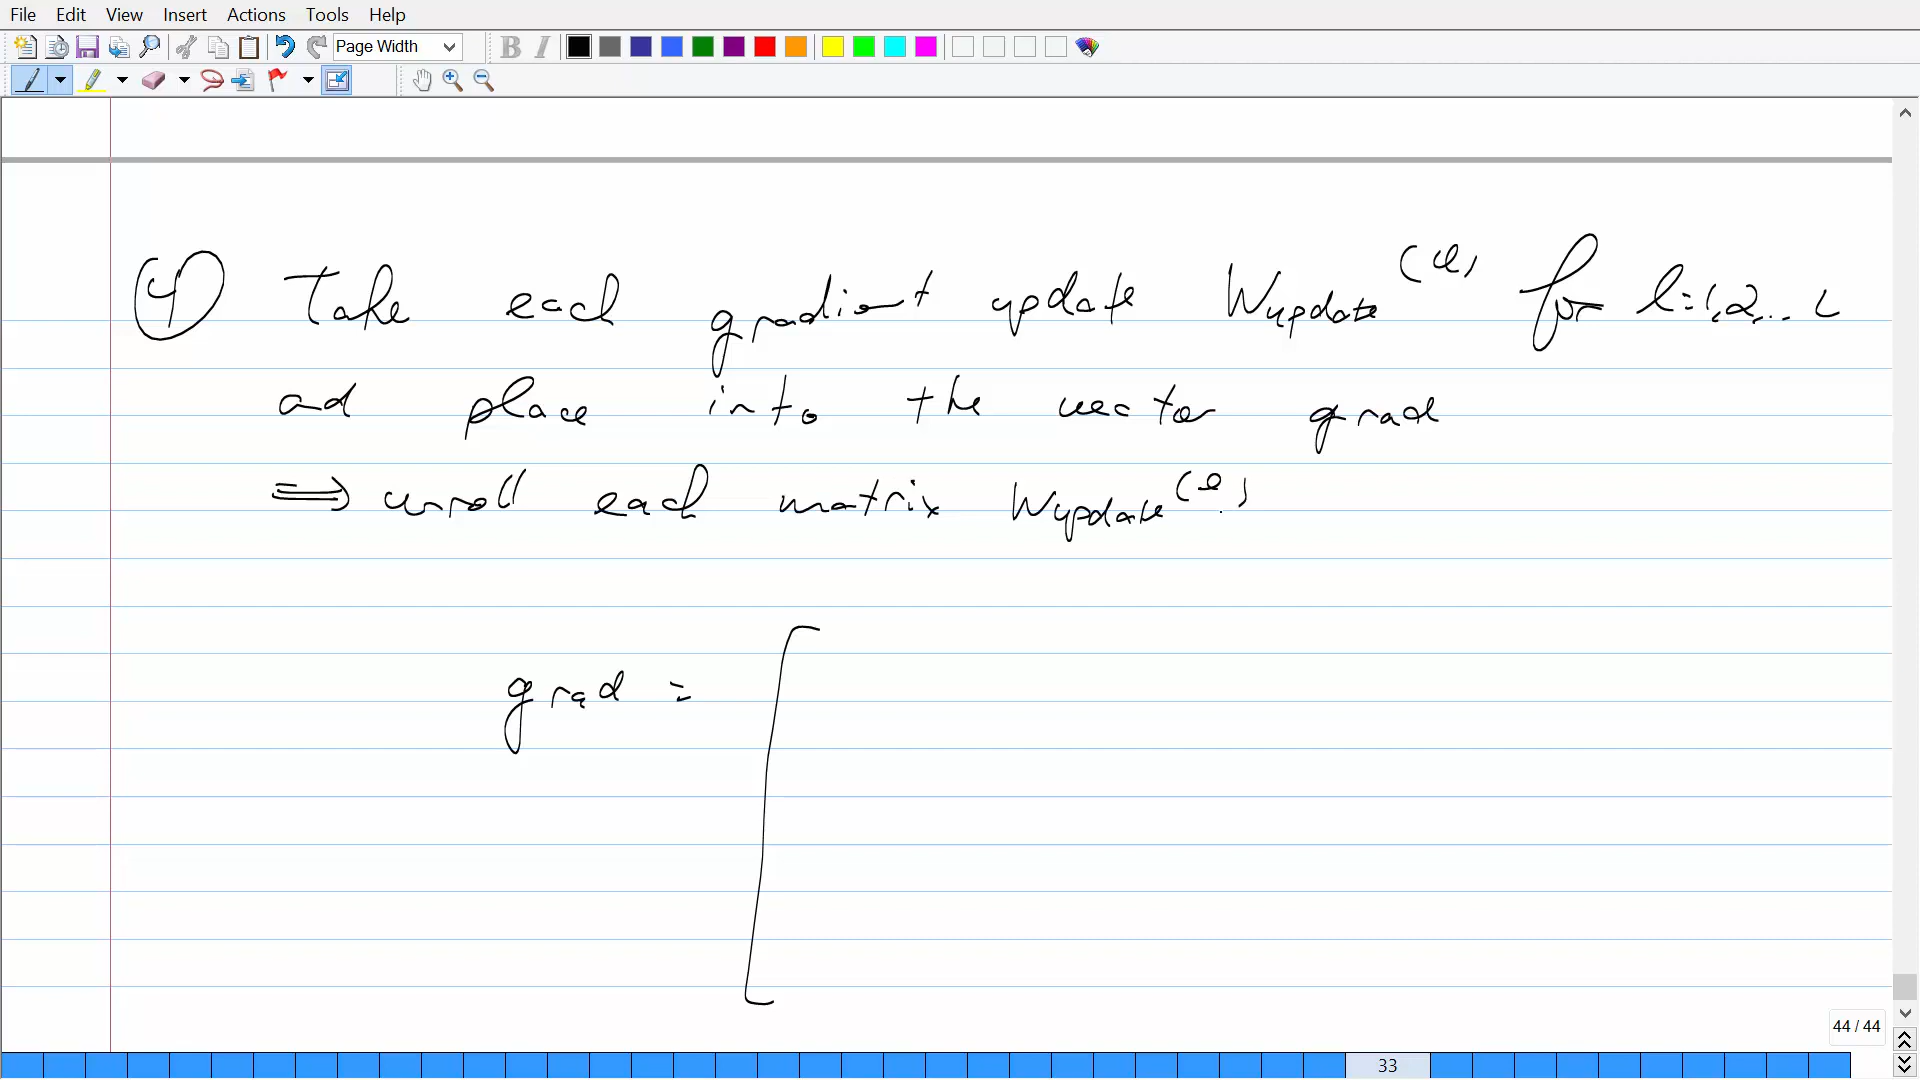 File Edit View Insert Actions Tools Help
Page Width B I
④ Take each gradient update Wupdate^(l) for l=1,2... L
and place into the vector grad
⟹ unroll each matrix Wupdate^(l)
grad = [
44 / 44
33